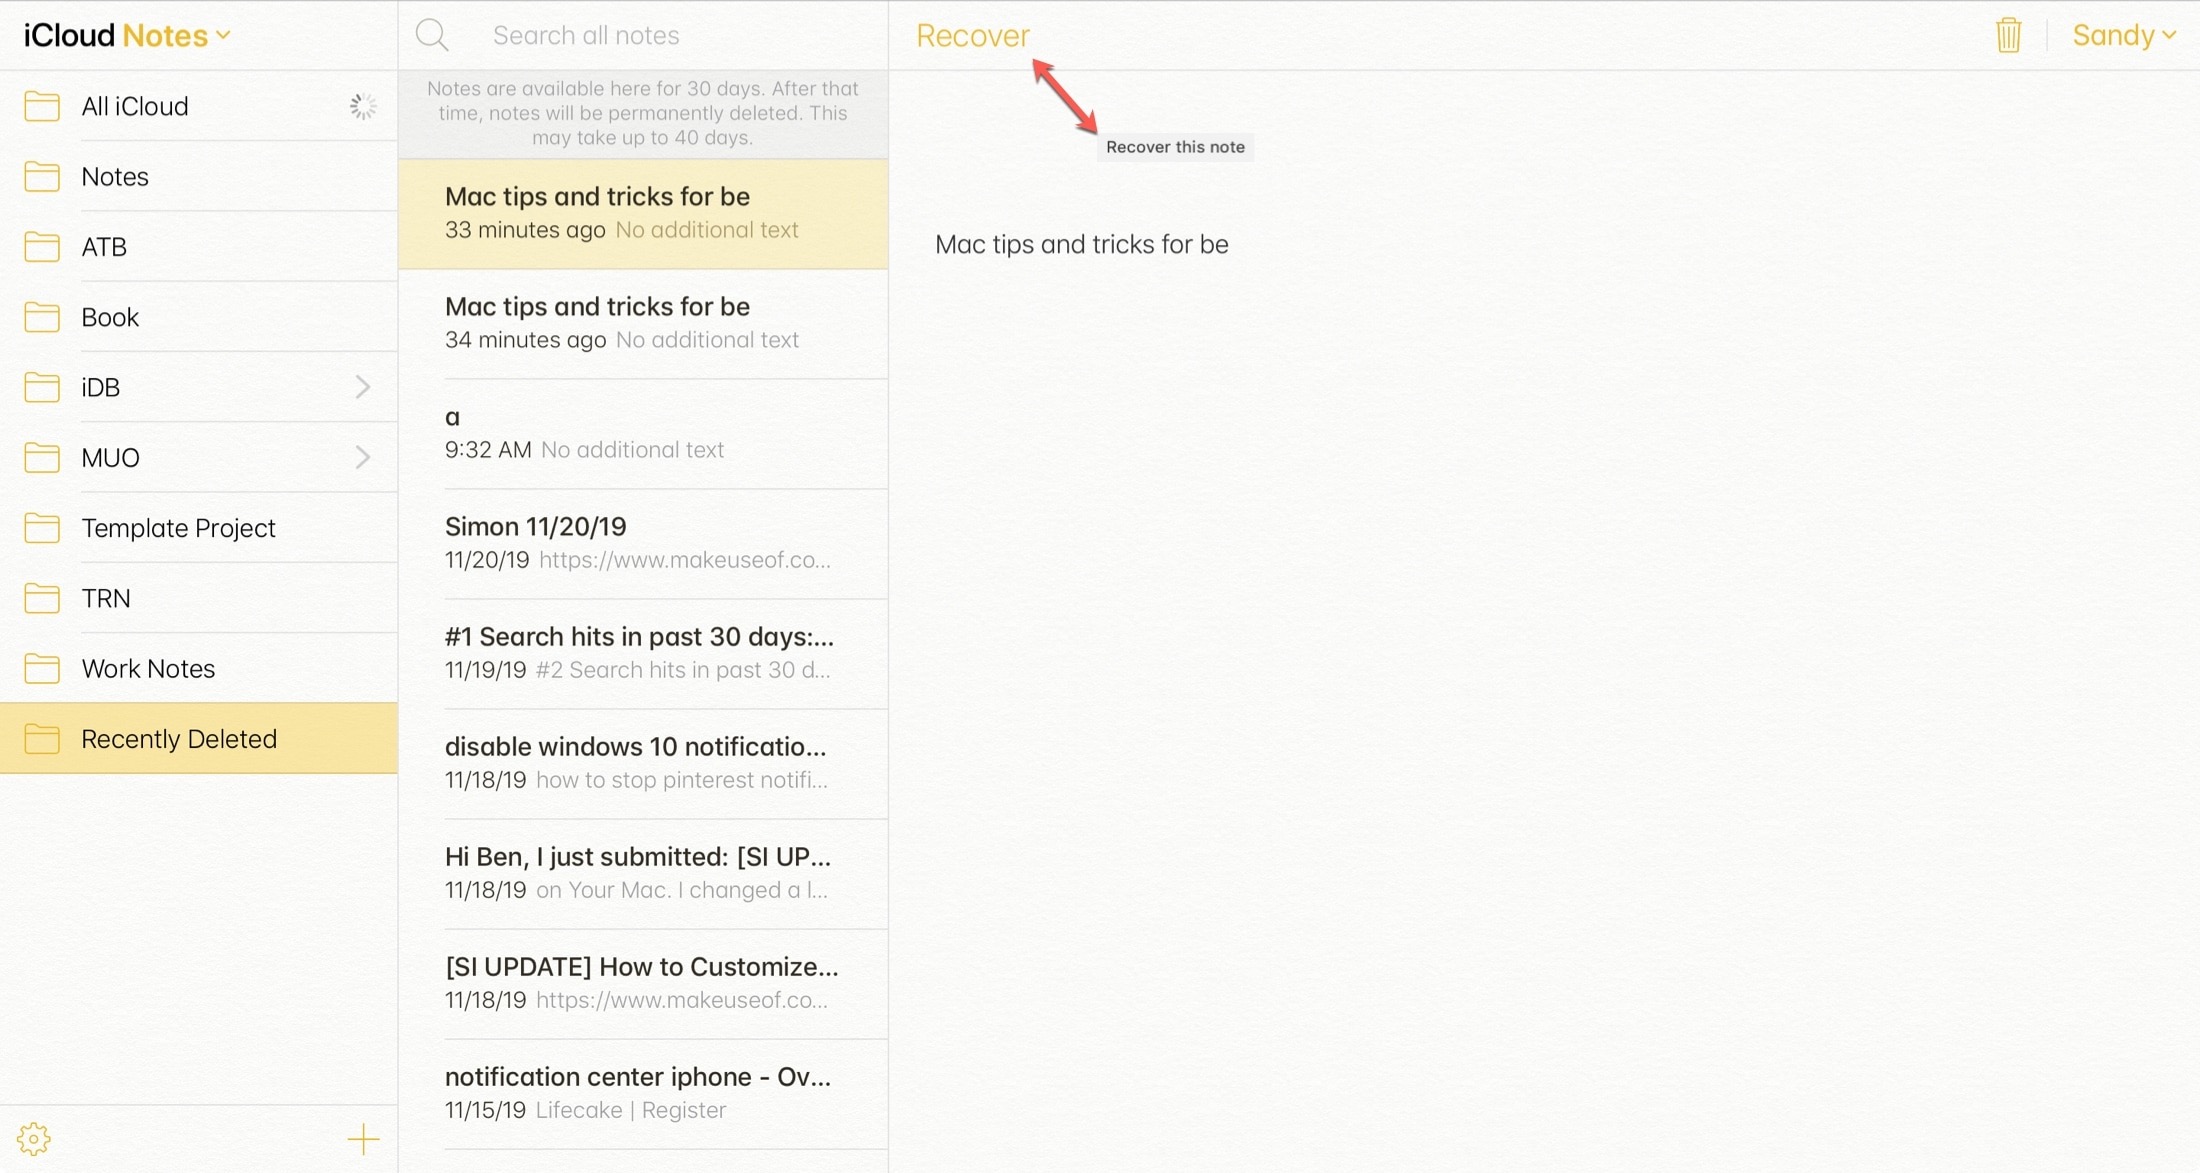 iCloud Notes
All iCloud
Notes
ATB
Book
iDB
MUO
Template Project
TRN
Work Notes
Recently Deleted
Search all notes
Notes are available here for 30 days. After that
time, notes will be permanently deleted. This
may take up to 40 days.
Mac tips and tricks for be
33 minutes ago No additional text
Mac tips and tricks for be
34 minutes ago No additional text
a
9:32 AM No additional text
Simon 11/20/19
11/20/19 https://www.makeuseof.co...
#1 Search hits in past 30 days:...
11/19/19 #2 Search hits in past 30 d...
disable windows 10 notificatio...
11/18/19 how to stop pinterest notifi...
Hi Ben, I just submitted: [SI UP...
11/18/19 on Your Mac. I changed a l...
[SI UPDATE] How to Customize...
11/18/19 https://www.makeuseof.co...
notification center iphone - Ov...
11/15/19 Lifecake | Register
Recover
Sandy
Recover this note
Mac tips and tricks for be